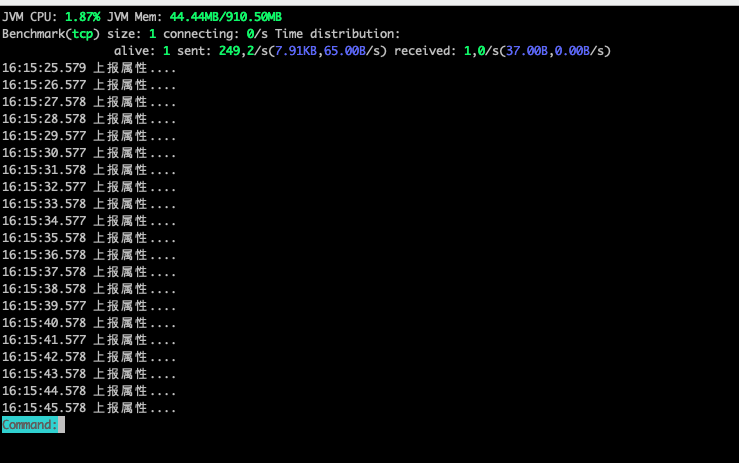 JVM CPU: 1.87% JVM Mem: 44.44MB/910.50MB
Benchmark(tcp) size: 1 connecting: 0/s Time distribution:
alive: 1 sent: 249,2/s(7.91KB,65.00B/s) received: 1,0/s(37.00B,0.00B/s)
16:15:25.579 上报属性....
16:15:26.577 上报属性....
16:15:27.578 上报属性....
16:15:28.578 上报属性....
16:15:29.577 上报属性....
16:15:30.577 上报属性....
16:15:31.578 上报属性....
16:15:32.577 上报属性....
16:15:33.578 上报属性....
16:15:34.577 上报属性....
16:15:35.578 上报属性....
16:15:36.578 上报属性....
16:15:37.578 上报属性....
16:15:38.578 上报属性....
16:15:39.577 上报属性....
16:15:40.578 上报属性....
16:15:41.577 上报属性....
16:15:42.578 上报属性....
16:15:43.578 上报属性....
16:15:44.578 上报属性....
16:15:45.578 上报属性....
Command: